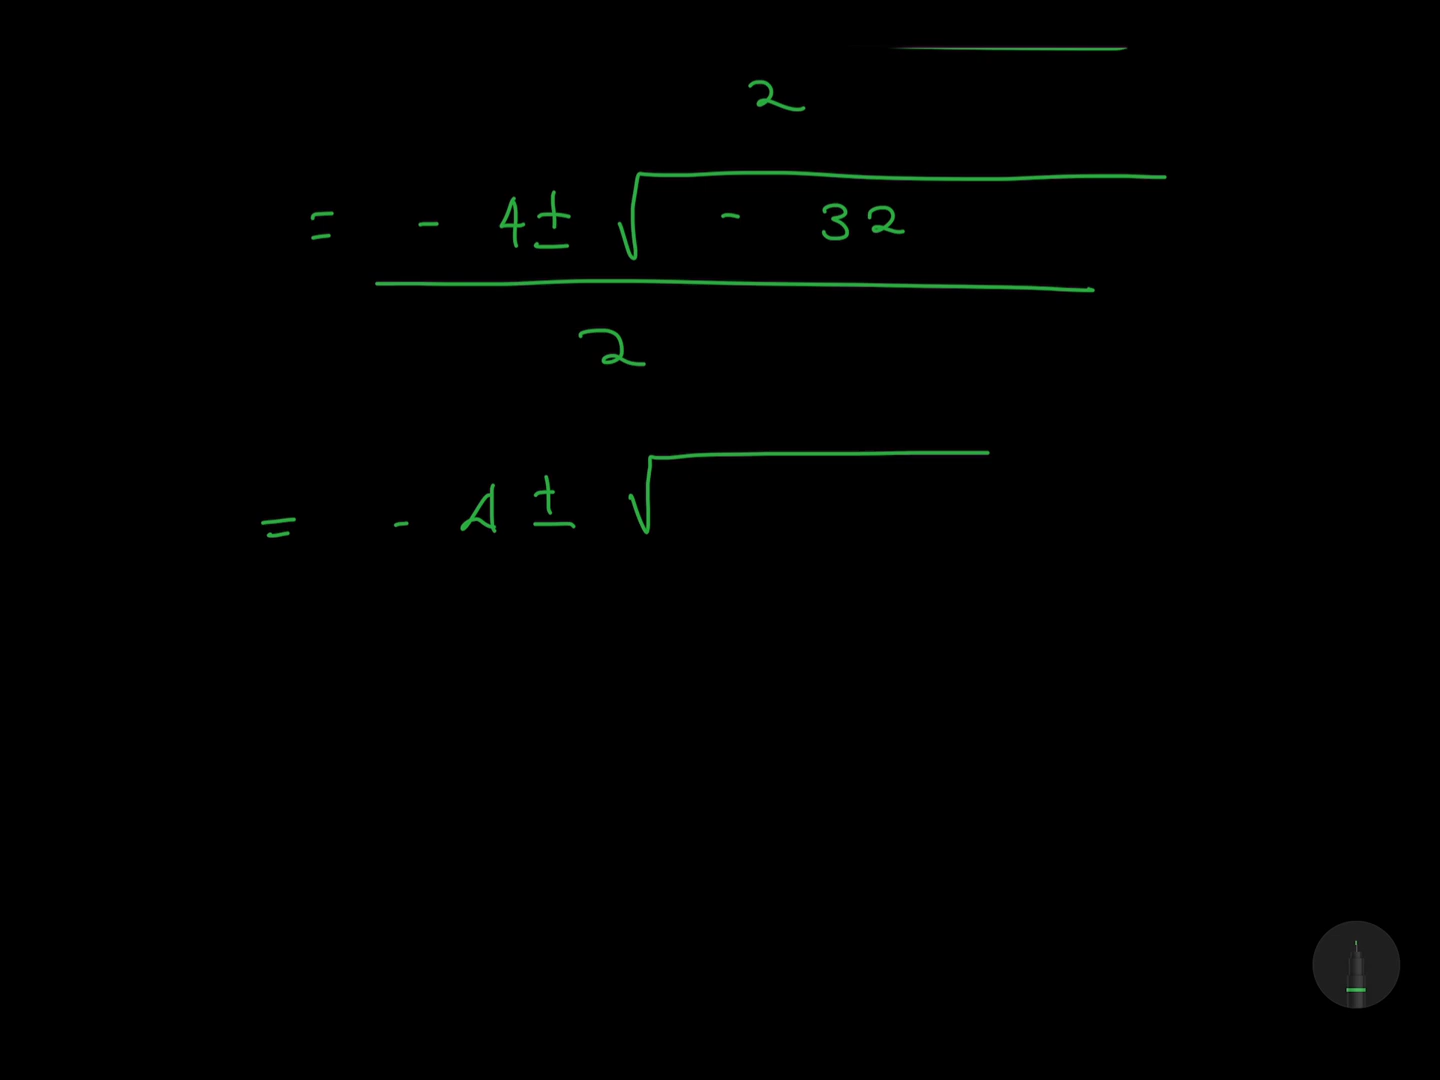 2
= - 4 ± √ - 32
2
= - 4 ± √